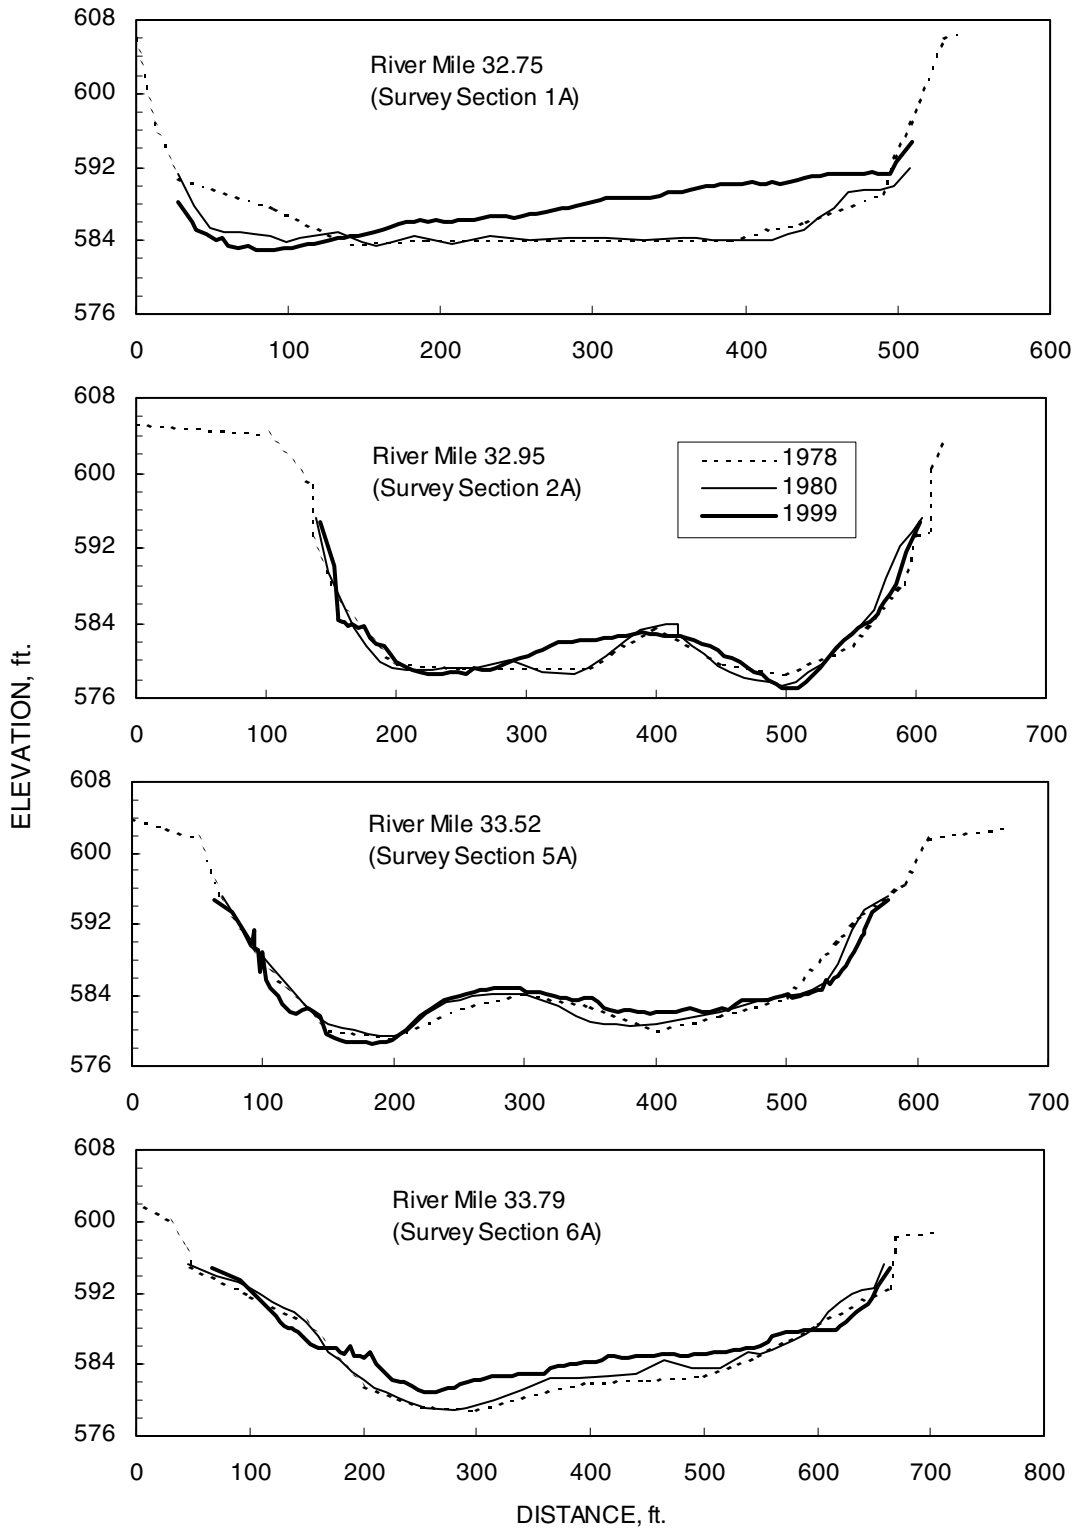 608
600
592
584
576
River Mile 32.75
(Survey Section 1A)
0 100 200 300 400 500 600
608
600
592
584
576
River Mile 32.95
(Survey Section 2A)
1978
1980
1999
0 100 200 300 400 500 600 700
ELEVATION, ft.
608
600
592
584
576
River Mile 33.52
(Survey Section 5A)
0 100 200 300 400 500 600 700
608
600
592
584
576
River Mile 33.79
(Survey Section 6A)
0 100 200 300 400 500 600 700 800
DISTANCE, ft.